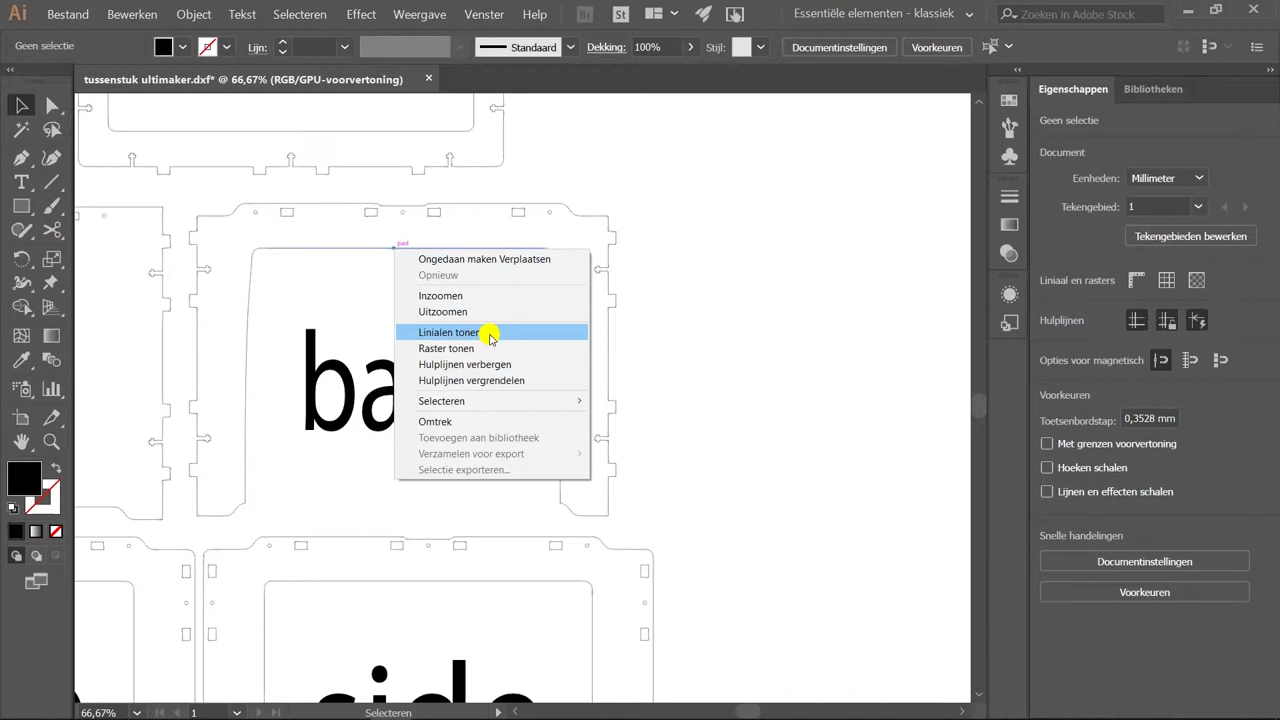 Ai Bestand Bewerken Object Tekst Selecteren Effect Weergave Venster Help Br St Essentiële elementen - klassiek Zoeken in Adobe Stock
Geen selectie Lijn: Standaard Dekking: 100% Stijl: Documentinstellingen Voorkeuren
tussenstuk ultimaker.dxf* @ 66,67% (RGB/GPU-voorvertoning)
pad
ba
side
Ongedaan maken Verplaatsen
Opnieuw
Inzoomen
Uitzoomen
Linialen tonen
Raster tonen
Hulplijnen verbergen
Hulplijnen vergrendelen
Selecteren
Omtrek
Toevoegen aan bibliotheek
Verzamelen voor export
Selectie exporteren...
Eigenschappen Bibliotheken
Geen selectie
Document
Eenheden: Millimeter
Tekengebied: 1
Tekengebieden bewerken
Liniaal en rasters
Hulplijnen
Opties voor magnetisch
Voorkeuren
Toetsenbordstap: 0,3528 mm
Met grenzen voorvertoning
Hoeken schalen
Lijnen en effecten schalen
Snelle handelingen
Documentinstellingen
Voorkeuren
66,67% 1 Selecteren